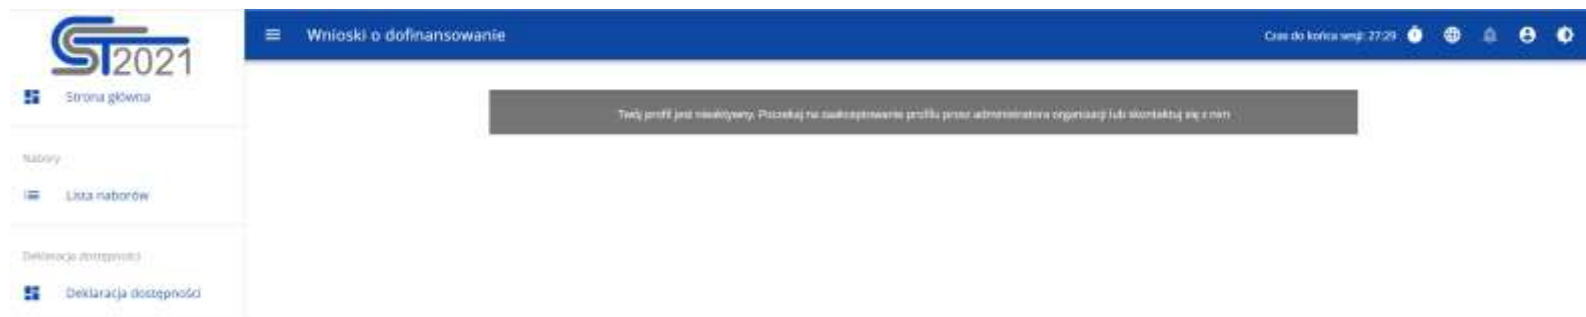 CST2021
Wnioski o dofinansowanie
Czas do końca sesji: 27:29
Strona główna
Twój profil jest nieaktywny. Poczekaj na zaakceptowanie profilu przez administratora organizacji lub skontaktuj się z nim
Nabory
Lista naborów
Deklaracja dostępności
Deklaracja dostępności